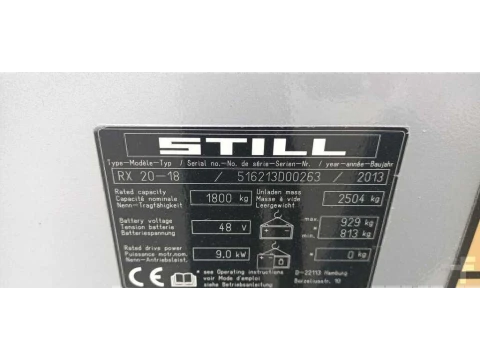 STILL
Type-Modèle-Typ / Serial no.-No. de série-Serien-Nr. / year-année-Baujahr
RX 20-18 / 516213D00263 / 2013
Rated capacity
Capacité nominale
Nenn-Tragfähigkeit
1800 kg
Unladen mass
Masse à vide
Leergewicht
2504 kg
Battery voltage
Tension batterie
Batteriespannung
48 V
max. 929 kg
min. 813 kg
Rated drive power
Puissance motr.nom.
Nenn-Antriebsleist.
9.0 kW
* 0 kg
CE
* see Operating instructions
voir Mode d'emploi
siehe Betriebsanleitung
D-22113 Hamburg
Berzeliusstr. 10